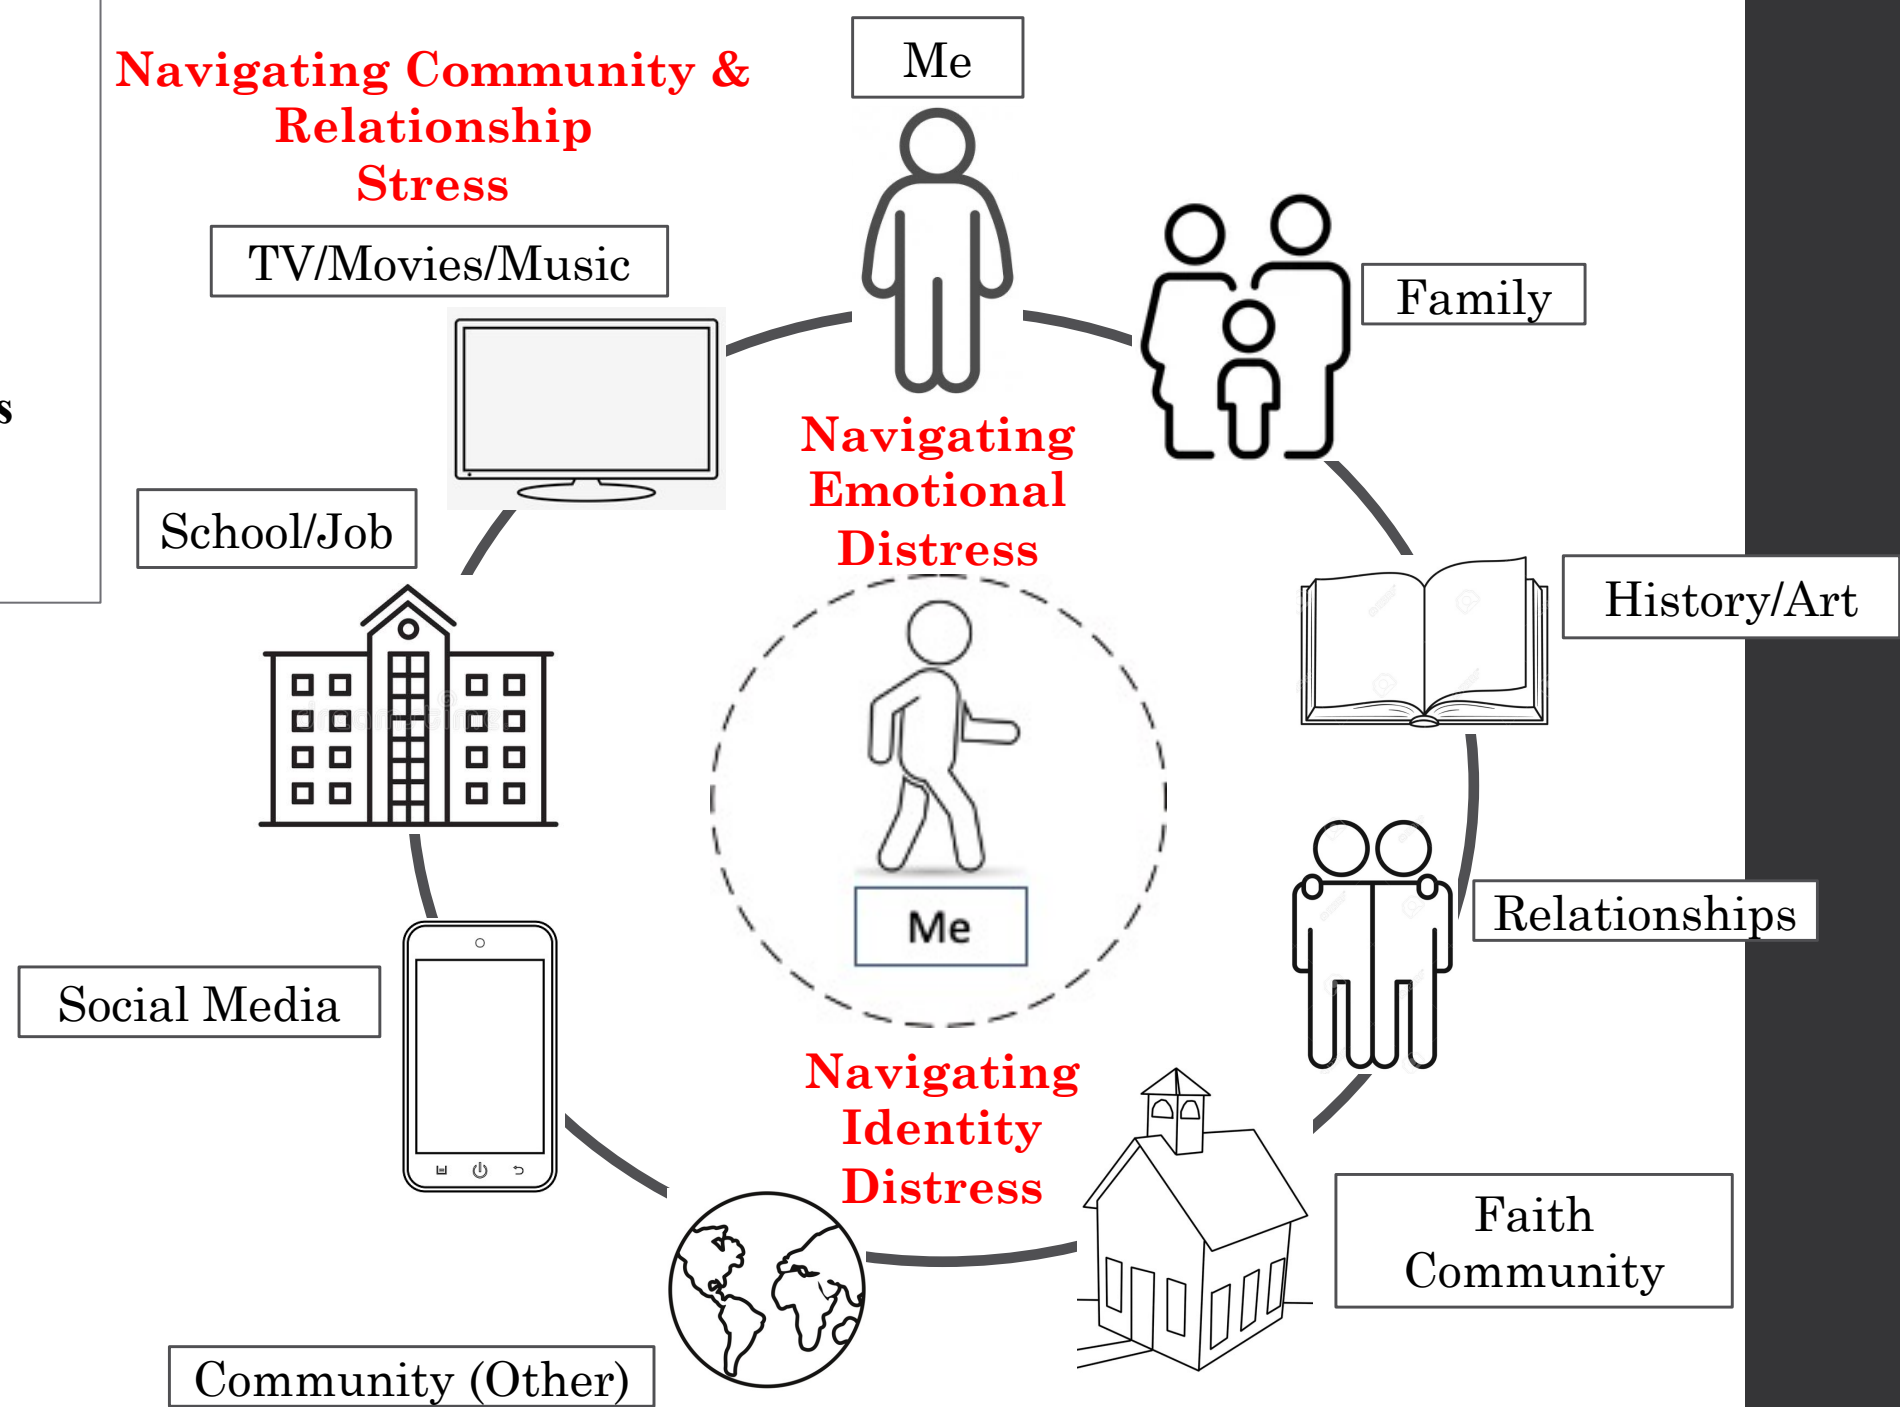 Me
Navigating Community &
Relationship
Stress
TV/Movies/Music
Family
s
Navigating
Emotional
Distress
School/Job
History/Art
Me
Relationships
Social Media
Navigating
Identity
Distress
Faith
Community
Community (Other)